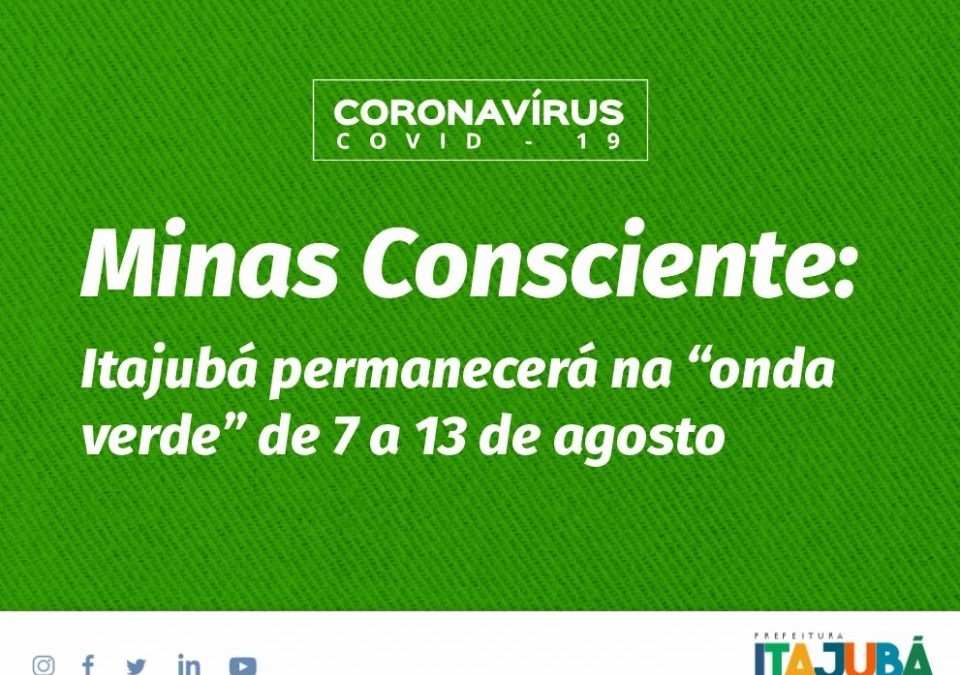 CORONAVÍRUS
COVID - 19
Minas Consciente:
Itajubá permanecerá na “onda
verde” de 7 a 13 de agosto
PREFEITURA
ITAJUBÁ